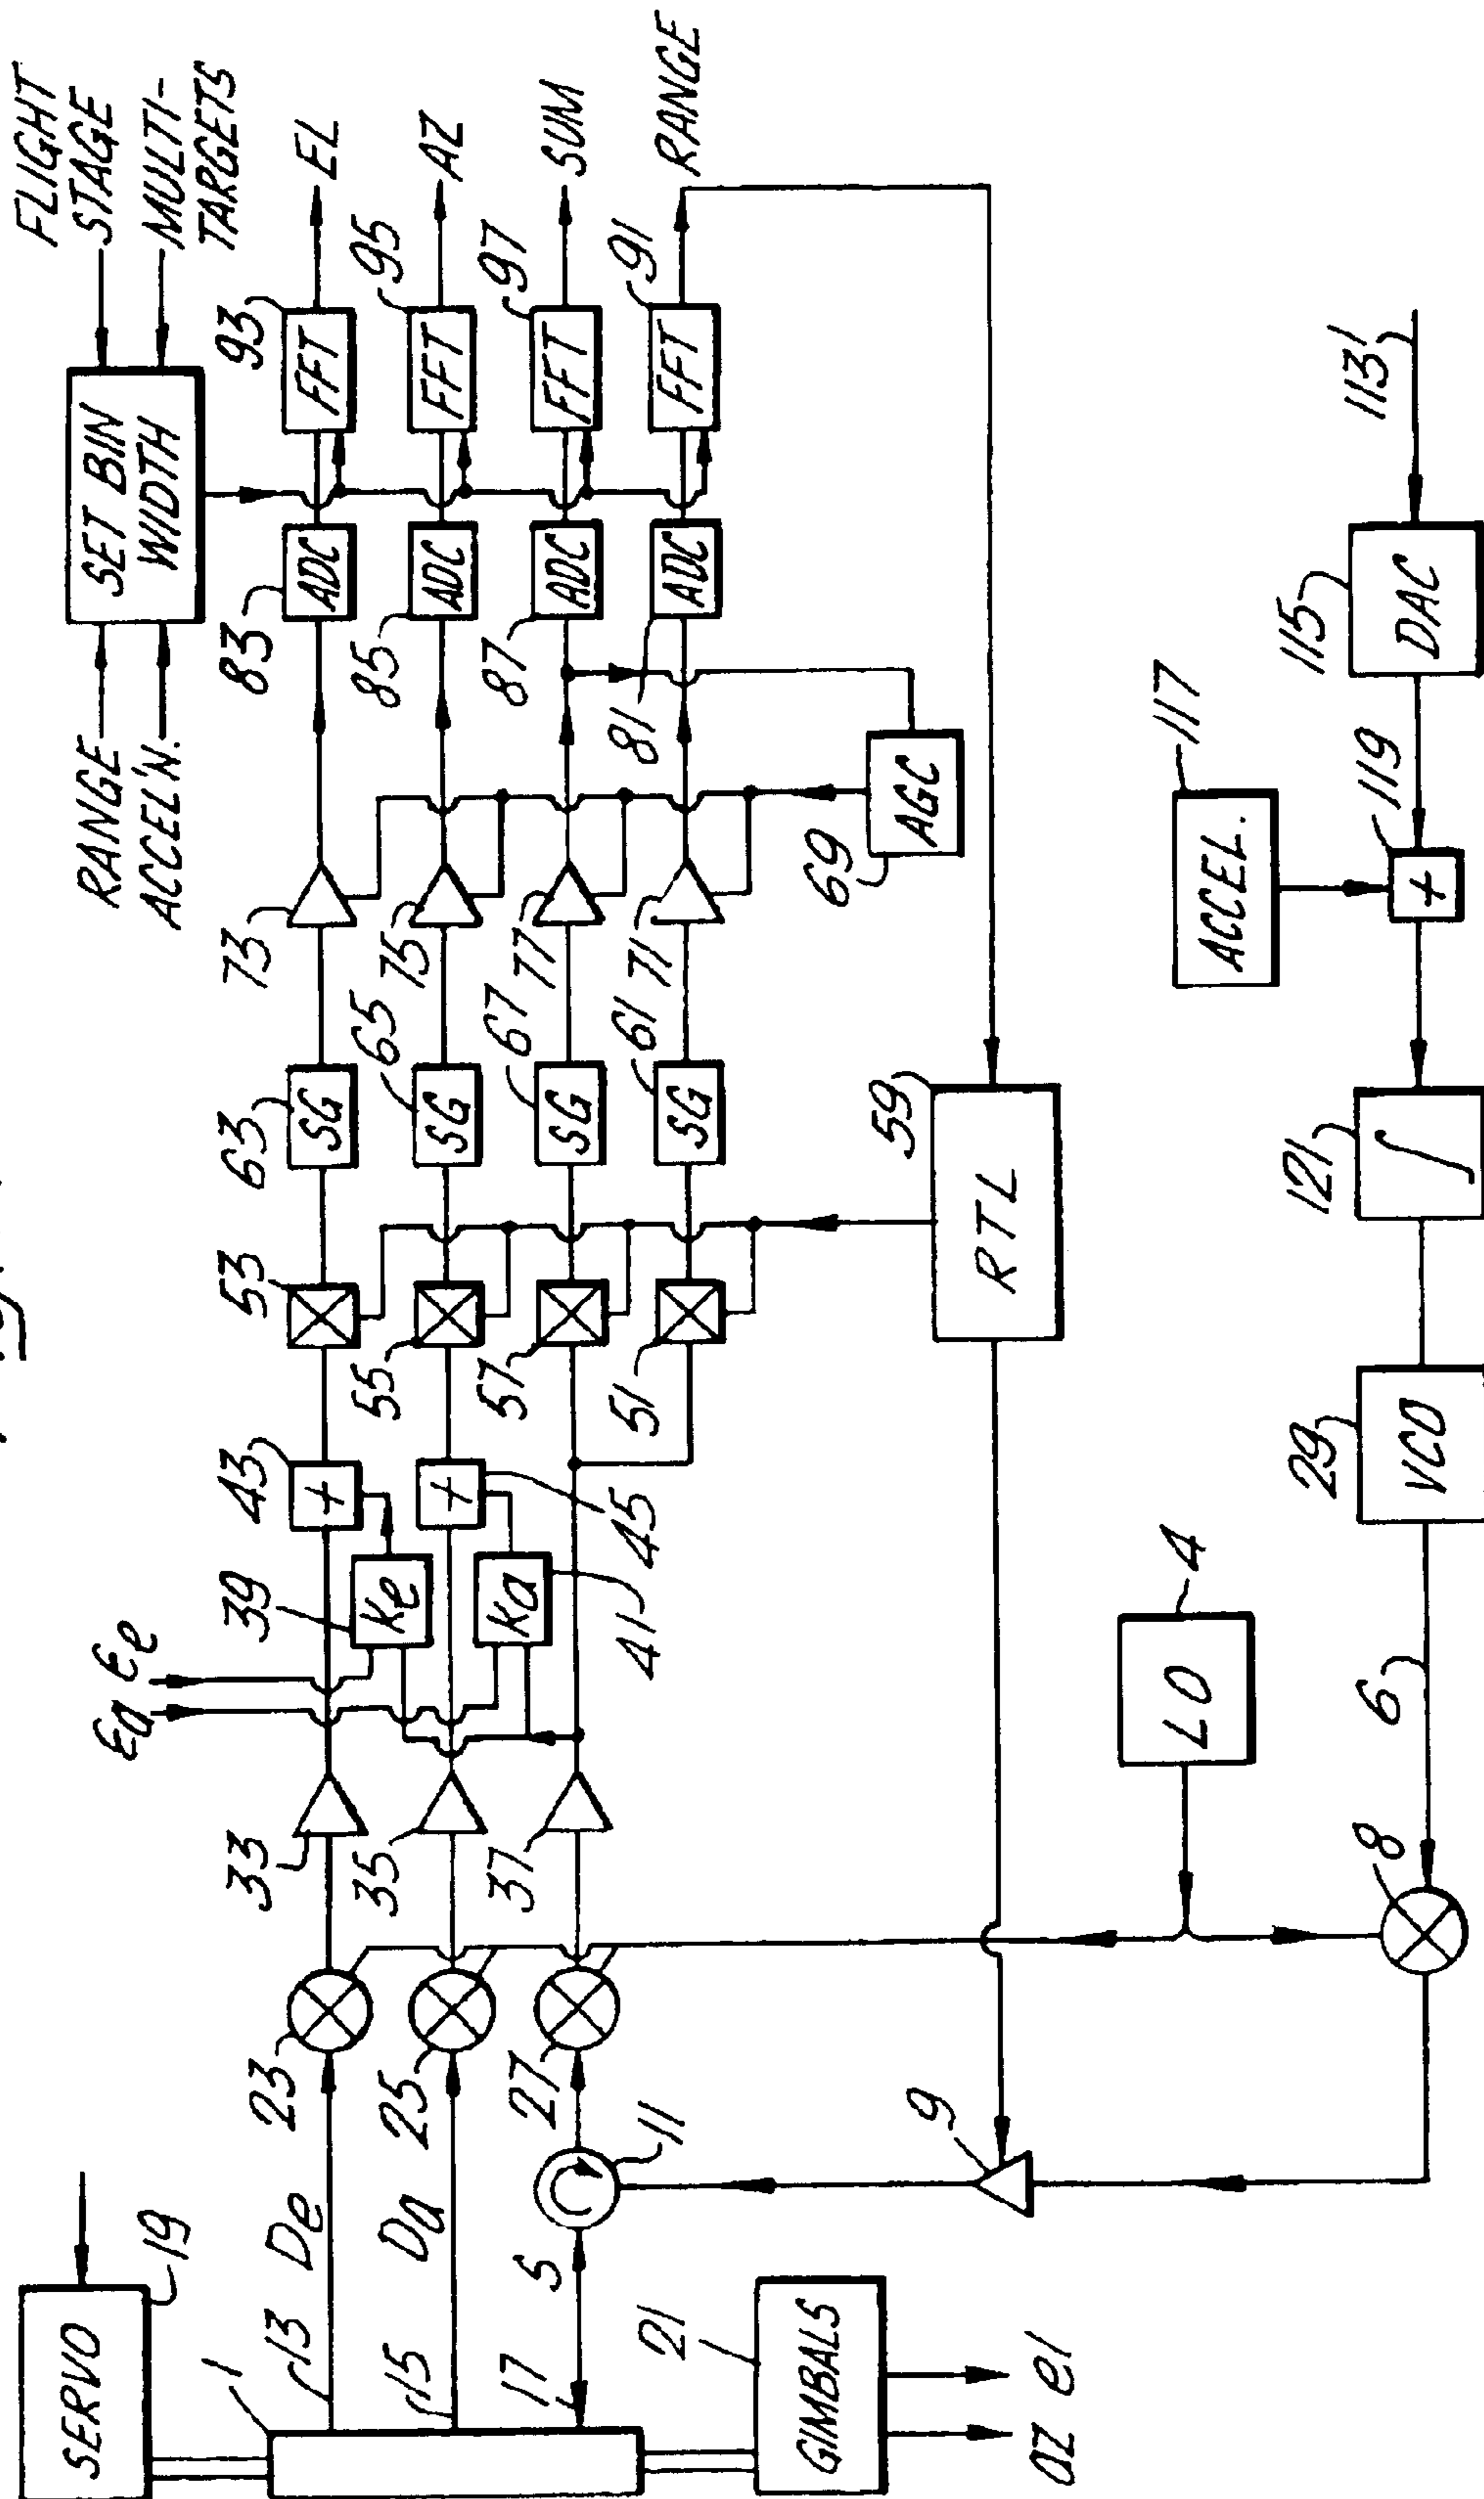 FLIGHT
STAGE
MULTI-
TARGETS
RANGE
ACCEL'N.
SET BIN
WIDTH
SERVO
19
1
13
De
23
33
Ea
Ee
39
Ke
43
+
53
63
SG
73
83
ADC
93
FFT
EL
15
Da
25
35
Ka
41
45
+
55
65
SG
75
85
ADC
95
FFT
AZ
17
5
11
27
37
57
67
SG
77
87
ADC
97
FFT
SUM
51
61
SG
71
81
ADC
91
FFT
RANGE
21
GIMBALS
az
el
9
RTL
59
69
AGC
LO
4
8
6
VCO
29
∫
121
+
119
ACCEL.
117
DAC
115
113